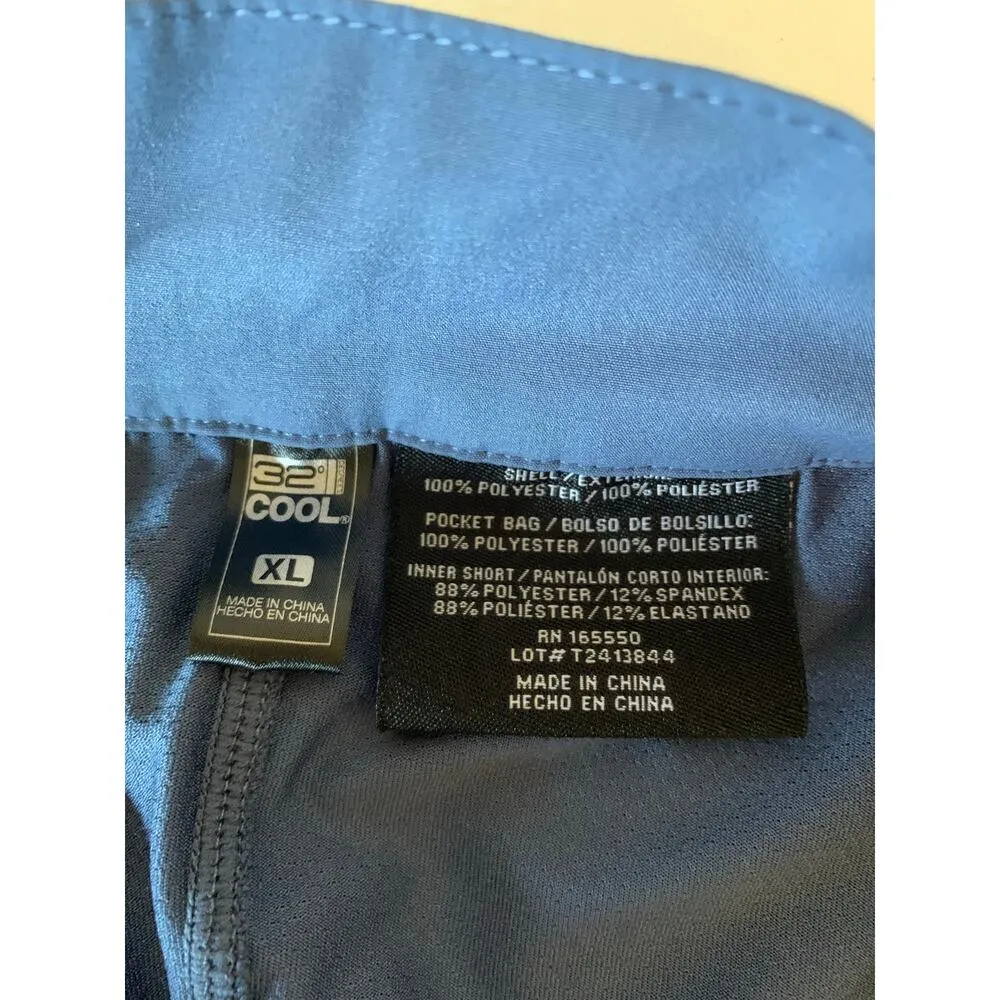 32°
COOL®
XL
MADE IN CHINA
HECHO EN CHINA
100% POLYESTER / 100% POLIÉSTER
POCKET BAG / BOLSO DE BOLSILLO:
100% POLYESTER / 100% POLIÉSTER
INNER SHORT / PANTALÓN CORTO INTERIOR:
88% POLYESTER / 12% SPANDEX
88% POLIÉSTER / 12% ELASTANO
RN 165550
LOT# T2413844
MADE IN CHINA
HECHO EN CHINA